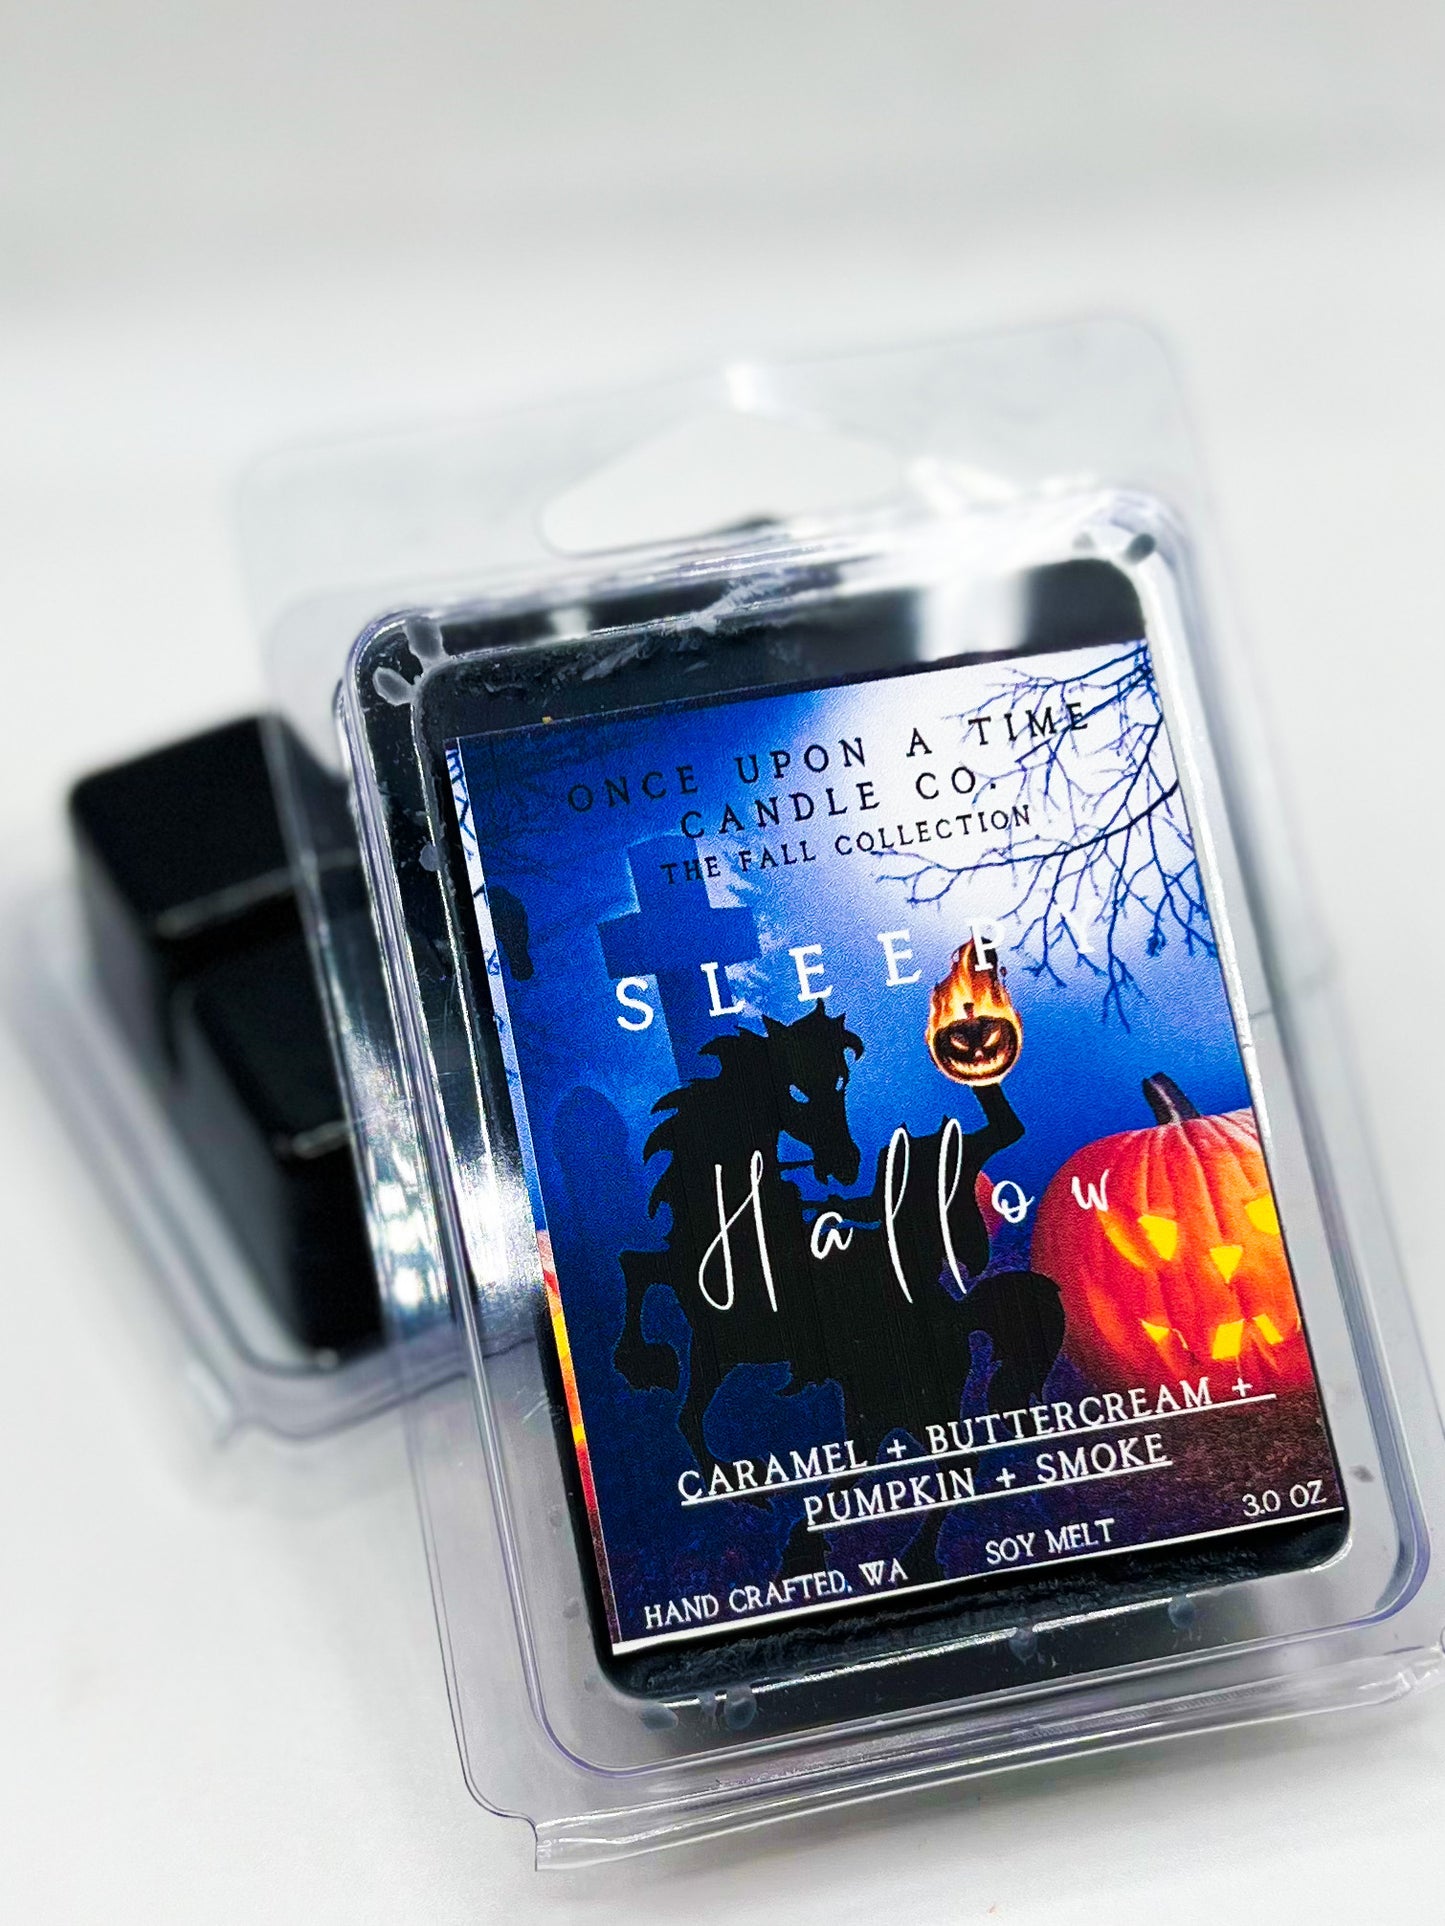 ONCE UPON A TIME
CANDLE CO.
THE FALL COLLECTION
SLEEPY
Hallow
CARAMEL + BUTTERCREAM +
PUMPKIN + SMOKE
HAND CRAFTED, WA SOY MELT 3.0 OZ